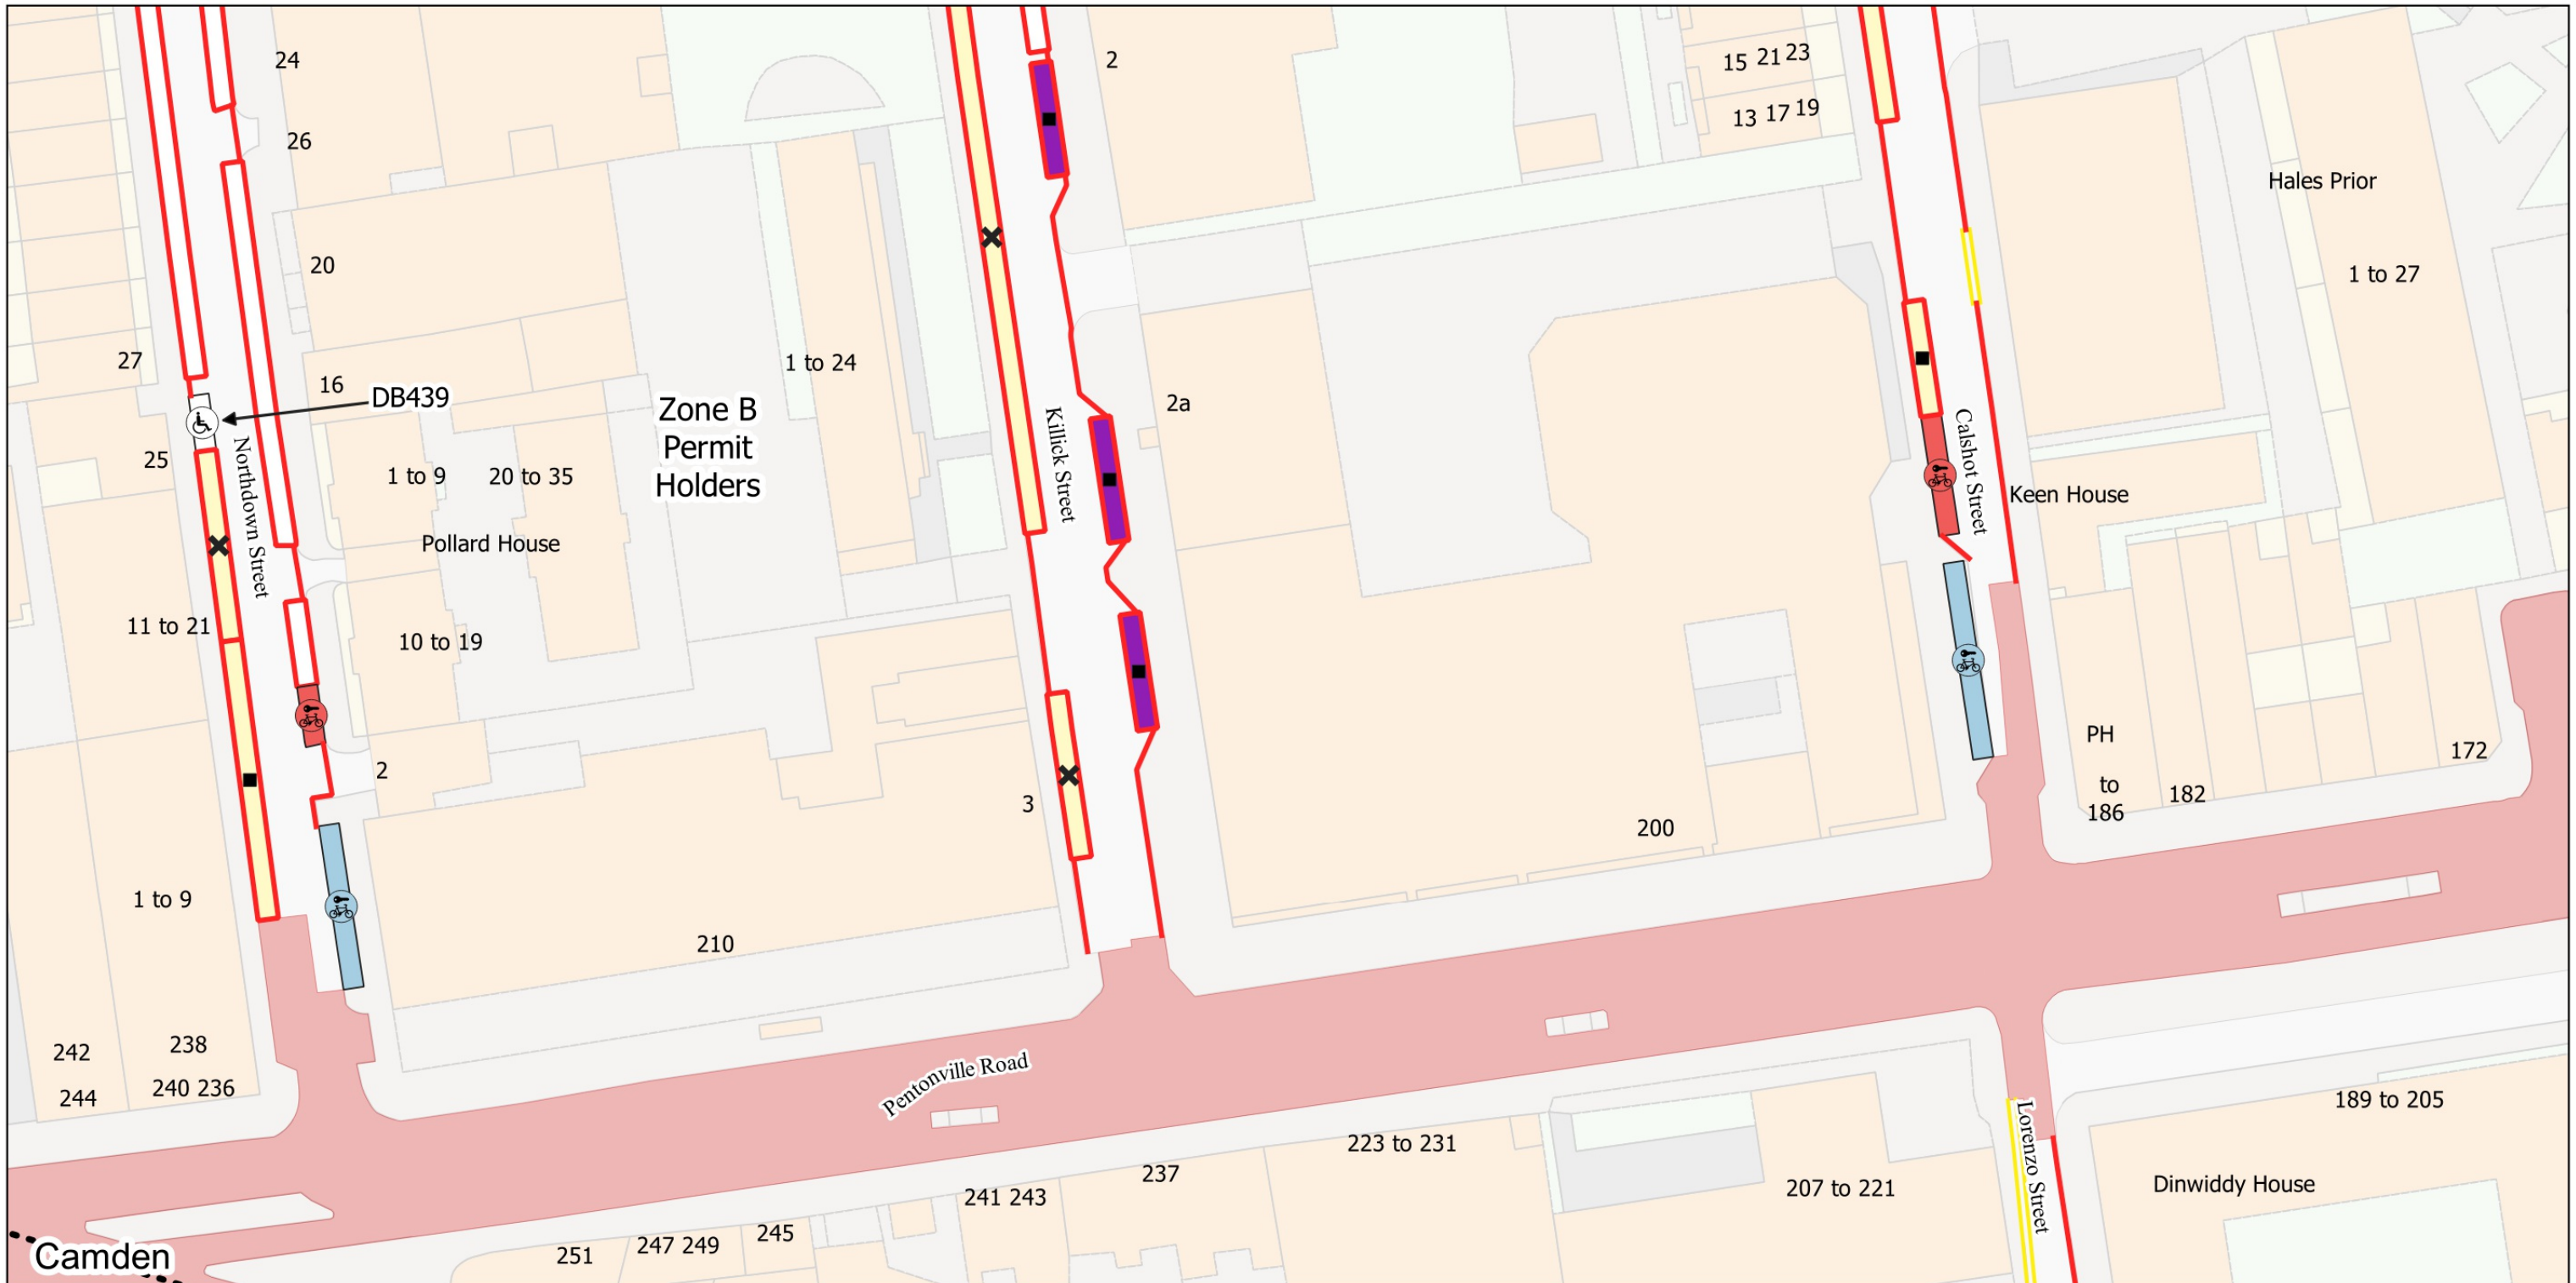 24
2
15 21 23
13 17 19
26
Hales Prior
20
1 to 27
27
1 to 24
16
DB439
Zone B
Permit
Holders
2a
25
Northdown Street
1 to 9
20 to 35
Killick Street
Calshot Street
Keen House
Pollard House
11 to 21
10 to 19
2
3
PH
to
186
182
172
200
1 to 9
210
242
238
244
240 236
Pentonville Road
189 to 205
Lorenzo Street
223 to 231
237
241 243
207 to 221
Dinwiddy House
245
247 249
251
Camden